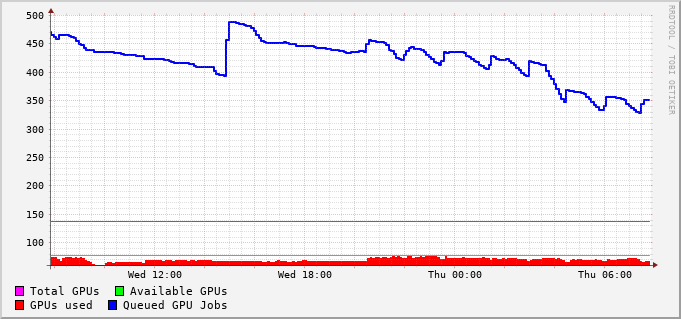 500
450
400
350
300
250
200
150
100
Wed 12:00 Wed 18:00 Thu 00:00 Thu 06:00
Total GPUs Available GPUs
GPUs used Queued GPU Jobs
RRDTOOL / TOBI OETIKER